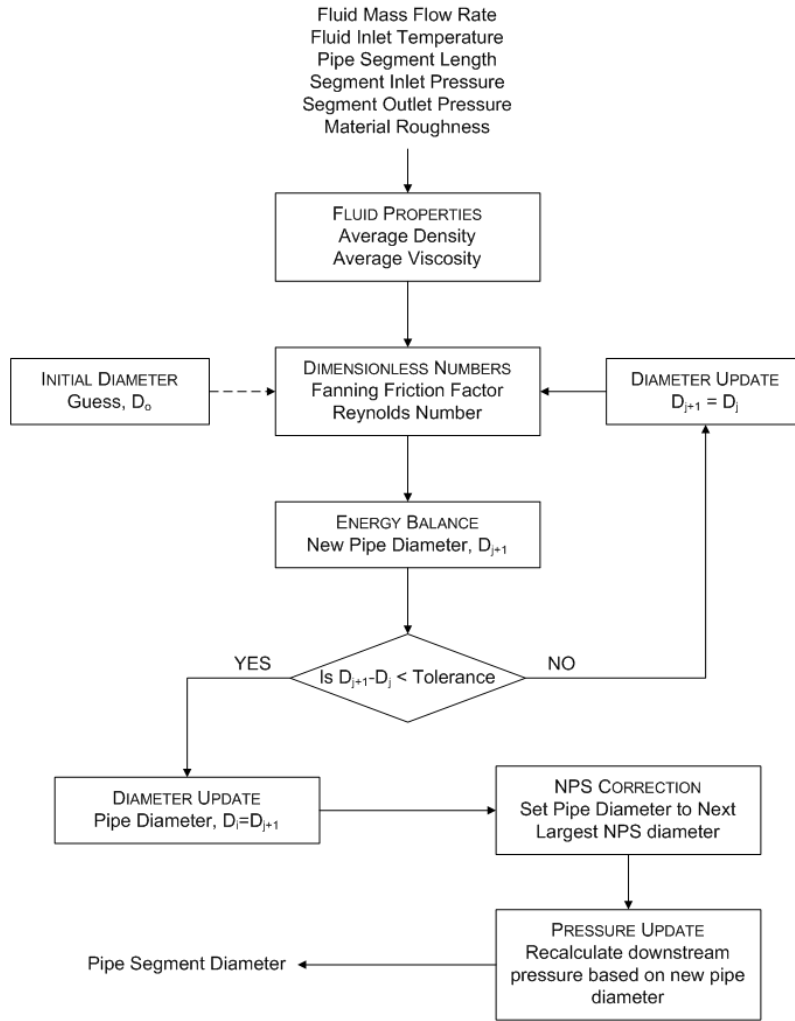 Fluid Mass Flow Rate
Fluid Inlet Temperature
Pipe Segment Length
Segment Inlet Pressure
Segment Outlet Pressure
Material Roughness
FLUID PROPERTIES
Average Density
Average Viscosity
INITIAL DIAMETER
Guess, Do
DIMENSIONLESS NUMBERS
Fanning Friction Factor
Reynolds Number
DIAMETER UPDATE
Dj+1 = Dj
ENERGY BALANCE
New Pipe Diameter, Dj+1
YES
Is Dj+1-Dj < Tolerance
NO
DIAMETER UPDATE
Pipe Diameter, Di=Dj+1
NPS CORRECTION
Set Pipe Diameter to Next
Largest NPS diameter
PRESSURE UPDATE
Recalculate downstream
pressure based on new pipe
diameter
Pipe Segment Diameter